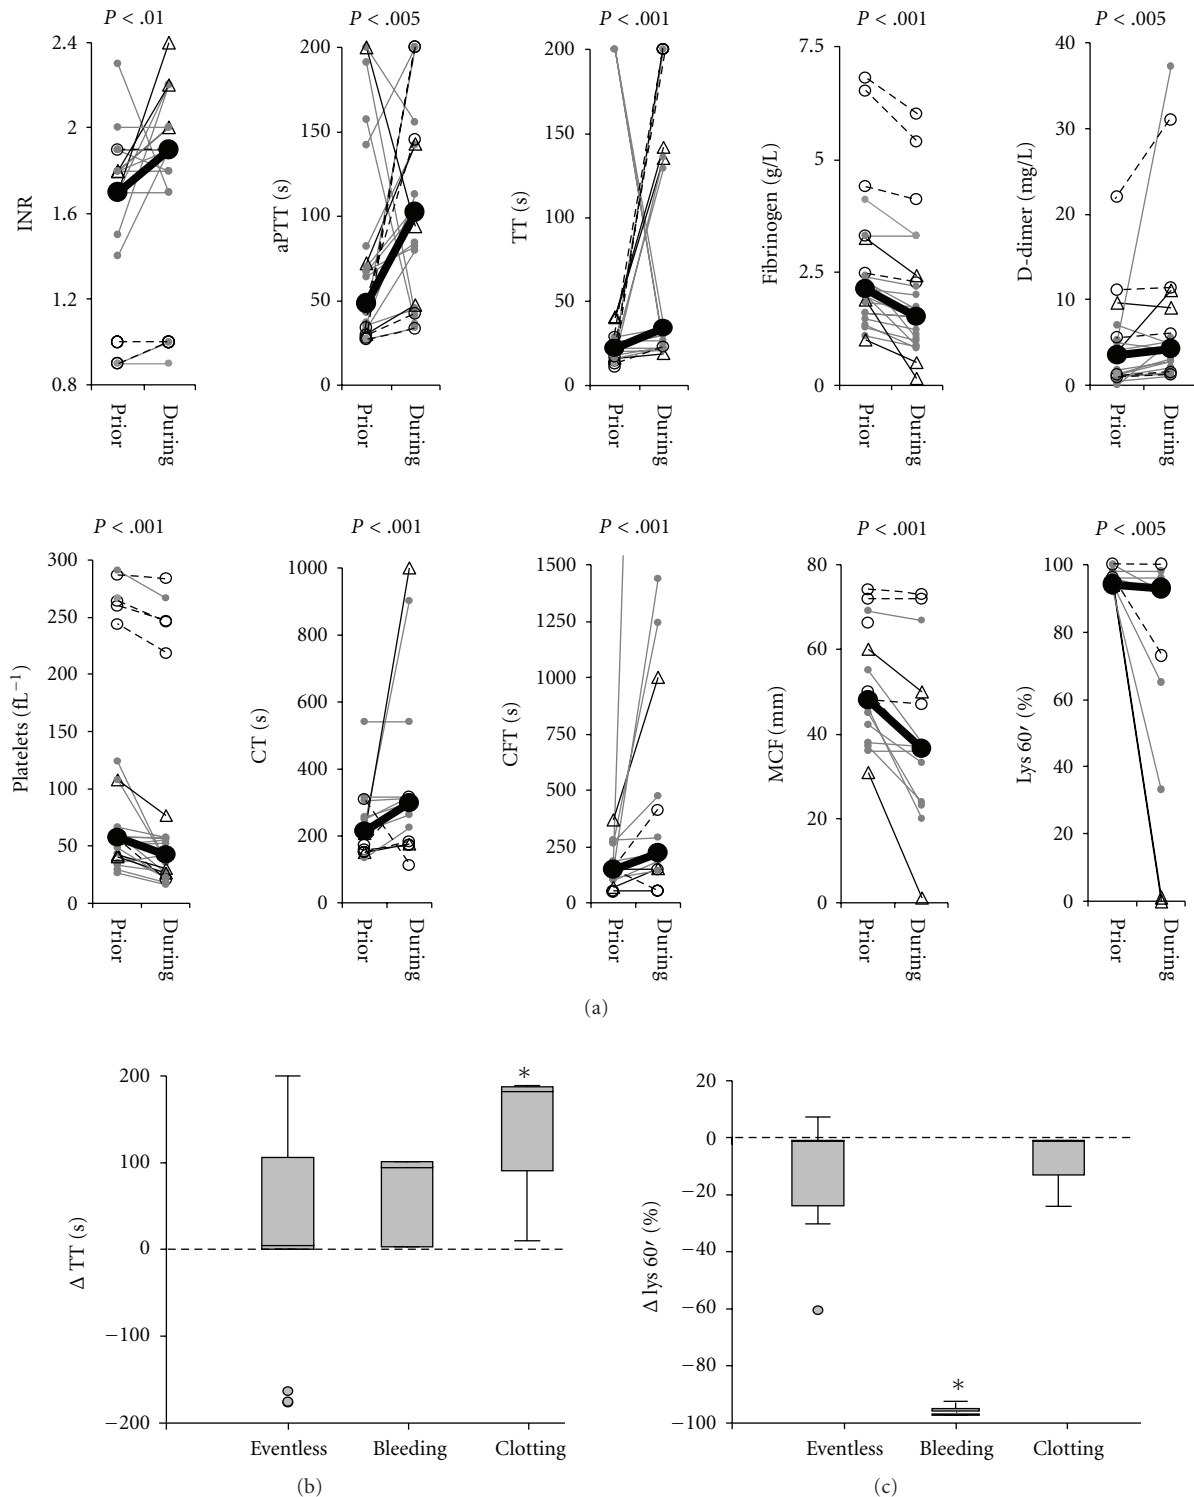 P < .01
P < .005
P < .001
P < .001
P < .005
INR
2.4
2
1.6
1.2
0.8
Prior
During
aPTT (s)
200
150
100
50
0
Prior
During
TT (s)
200
150
100
50
0
Prior
During
Fibrinogen (g/L)
7.5
5
2.5
0
Prior
During
D-dimer (mg/L)
40
30
20
10
0
Prior
During
P < .001
P < .001
P < .001
P < .001
P < .005
Platelets (fL⁻¹)
300
250
200
150
100
50
0
Prior
During
CT (s)
1000
800
600
400
200
0
Prior
During
CFT (s)
1500
1250
1000
750
500
250
0
Prior
During
MCF (mm)
80
60
40
20
0
Prior
During
Lys 60′ (%)
100
80
60
40
20
0
Prior
During
(a)
Δ TT (s)
200
100
0
−100
−200
*
Eventless
Bleeding
Clotting
(b)
Δ lys 60′ (%)
20
0
−20
−40
−60
−80
−100
*
Eventless
Bleeding
Clotting
(c)